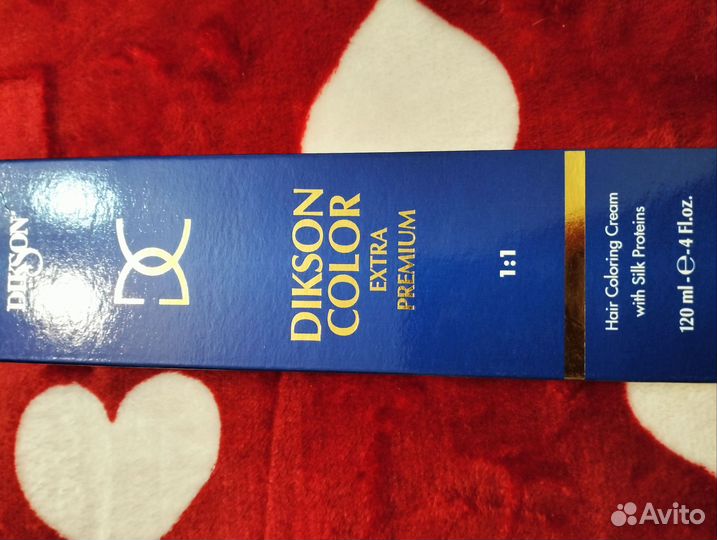 DIKSON
DC
DIKSON
COLOR
EXTRA
PREMIUM
1:1
Hair Coloring Cream
with Silk Proteins
120 ml - ℮ - 4 Fl.oz.
Avito